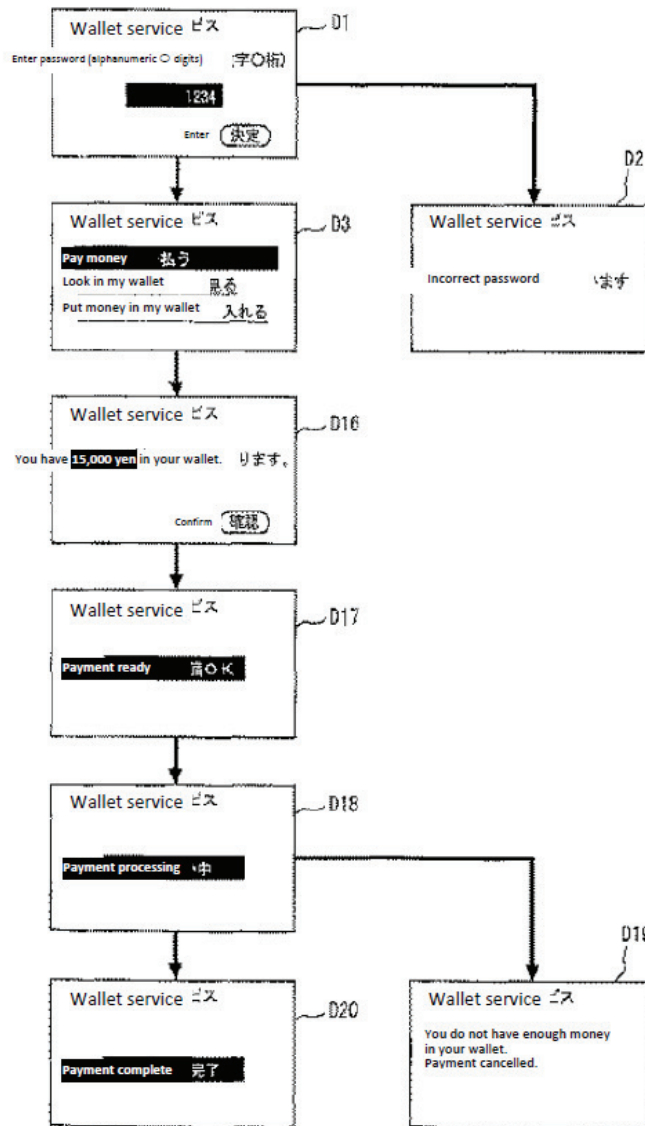 Wallet service ビス
D1
Enter password (alphanumeric 〇 digits) 字〇桁)
1234
Enter 決定
D2
Wallet service ビス
Incorrect password います
Wallet service ビス
D3
Pay money 払う
Look in my wallet 見る
Put money in my wallet 入れる
Wallet service ビス
D16
You have 15,000 yen in your wallet. ります。
Confirm 確認
Wallet service ビス
D17
Payment ready 備OK
Wallet service ビス
D18
Payment processing 中
D19
Wallet service ビス
D20
Payment complete 完了
Wallet service ビス
You do not have enough money
in your wallet.
Payment cancelled.